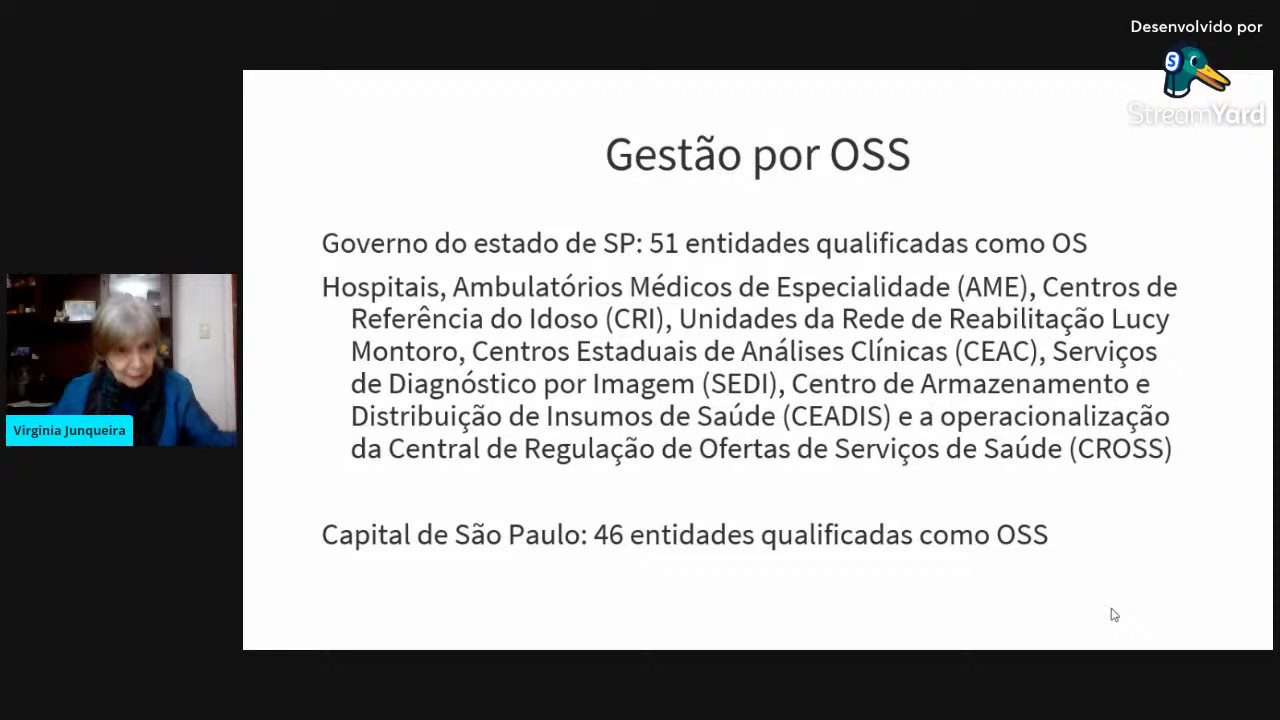 Desenvolvido por
StreamYard
Gestão por OSS
Governo do estado de SP: 51 entidades qualificadas como OS
Hospitais, Ambulatórios Médicos de Especialidade (AME), Centros de
Referência do Idoso (CRI), Unidades da Rede de Reabilitação Lucy
Montoro, Centros Estaduais de Análises Clínicas (CEAC), Serviços
de Diagnóstico por Imagem (SEDI), Centro de Armazenamento e
Distribuição de Insumos de Saúde (CEADIS) e a operacionalização
da Central de Regulação de Ofertas de Serviços de Saúde (CROSS)
Capital de São Paulo: 46 entidades qualificadas como OSS
Virginia Junqueira